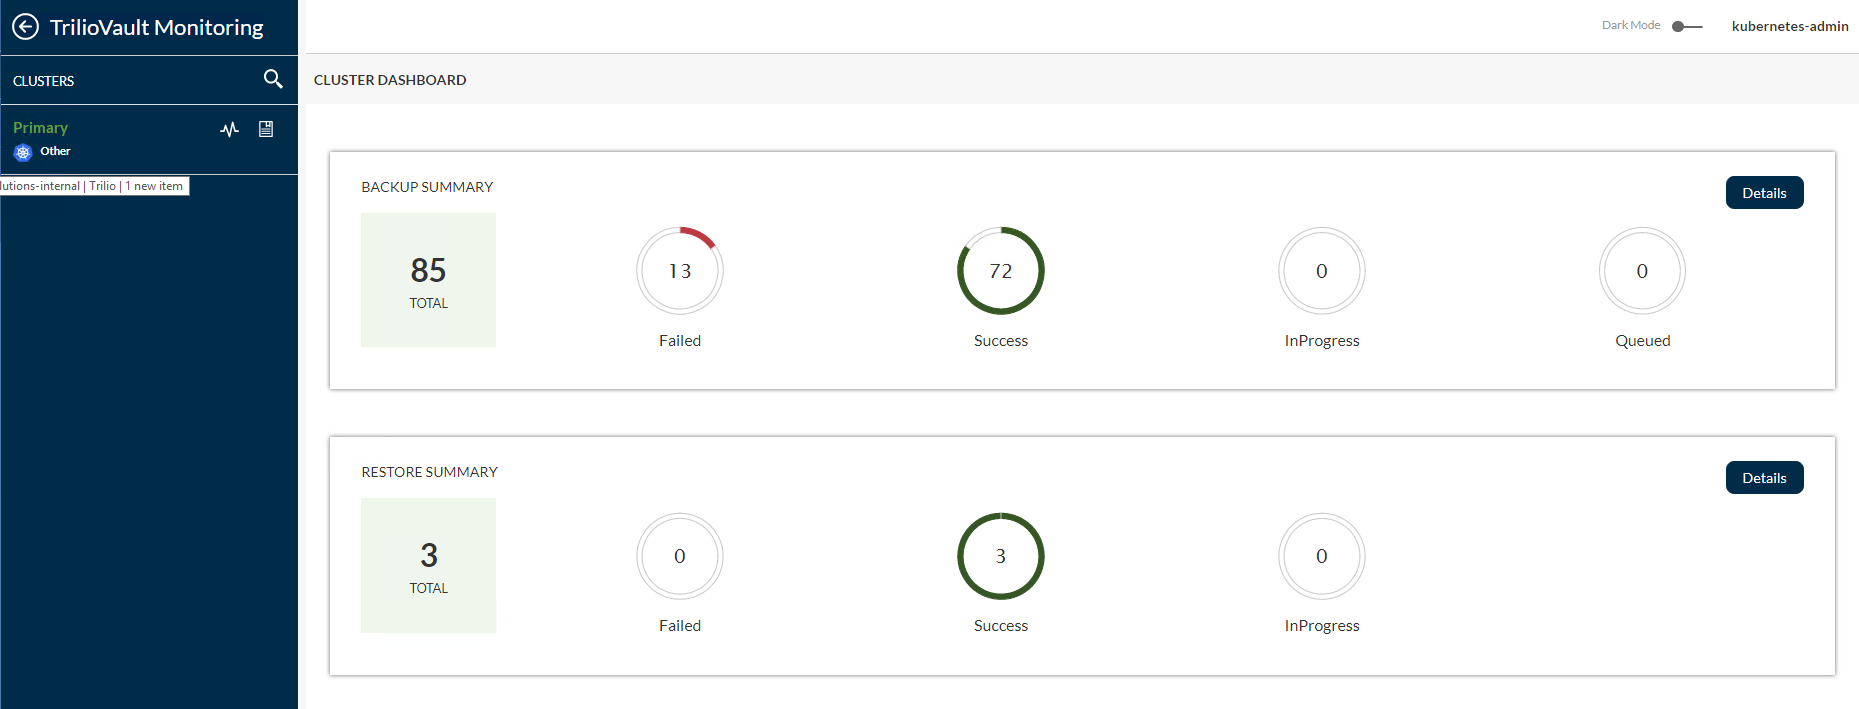 TrilioVault Monitoring
Dark Mode
kubernetes-admin
CLUSTERS
CLUSTER DASHBOARD
Primary
Other
lutions-internal | Trilio | 1 new item
BACKUP SUMMARY
Details
85
TOTAL
13
Failed
72
Success
0
InProgress
0
Queued
RESTORE SUMMARY
Details
3
TOTAL
0
Failed
3
Success
0
InProgress